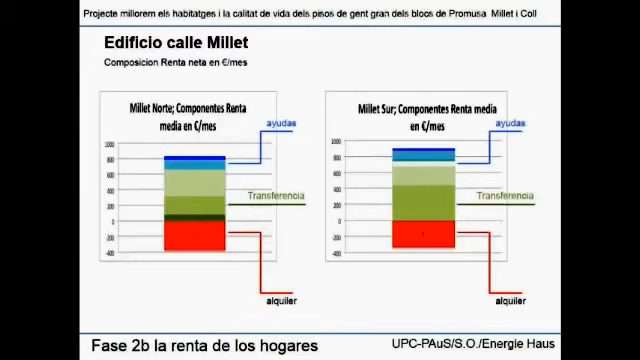 Projecte millorem els habitatges i la calitat de vida dels pisos de gent gran dels blocs de Promusa Millet i Coll
Edificio calle Millet
Composicion Renta neta en €/mes
Millet Norte; Componentes Renta
media en €/mes
ayudas
1000
800
600
400
200
0
-200
-400
Transferencia
alquiler
Millet Sur; Componentes Renta media
en €/mes
ayudas
1000
800
600
400
200
0
-200
-400
Transferencia
alquiler
Fase 2b la renta de los hogares
UPC-PAuS/S.O./Energie Haus